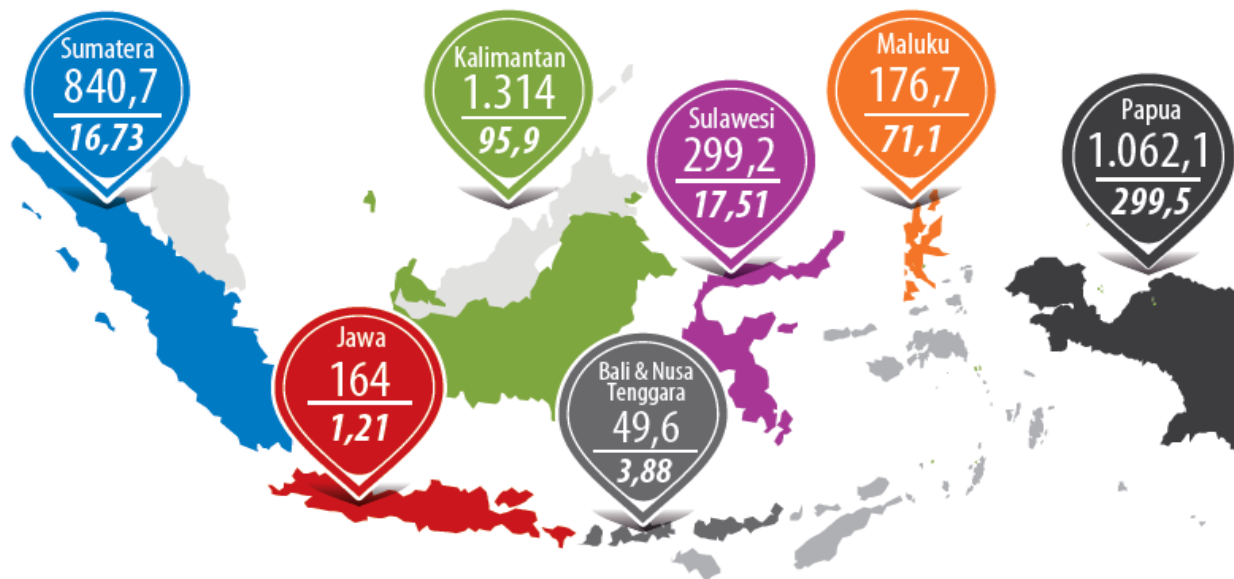 Sumatera
840,7
16,73
Kalimantan
1.314
95,9
Sulawesi
299,2
17,51
Maluku
176,7
71,1
Papua
1.062,1
299,5
Jawa
164
1,21
Bali & Nusa
Tenggara
49,6
3,88